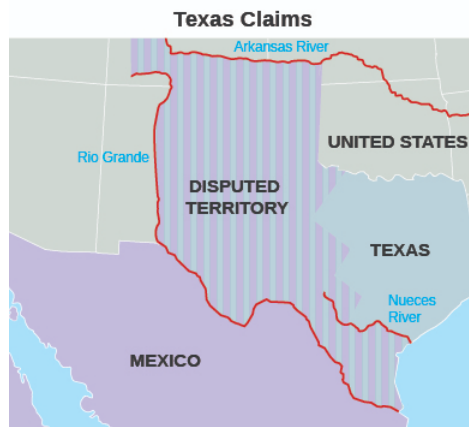 Texas Claims
Arkansas River
UNITED STATES
Rio Grande
DISPUTED
TERRITORY
TEXAS
Nueces
River
MEXICO